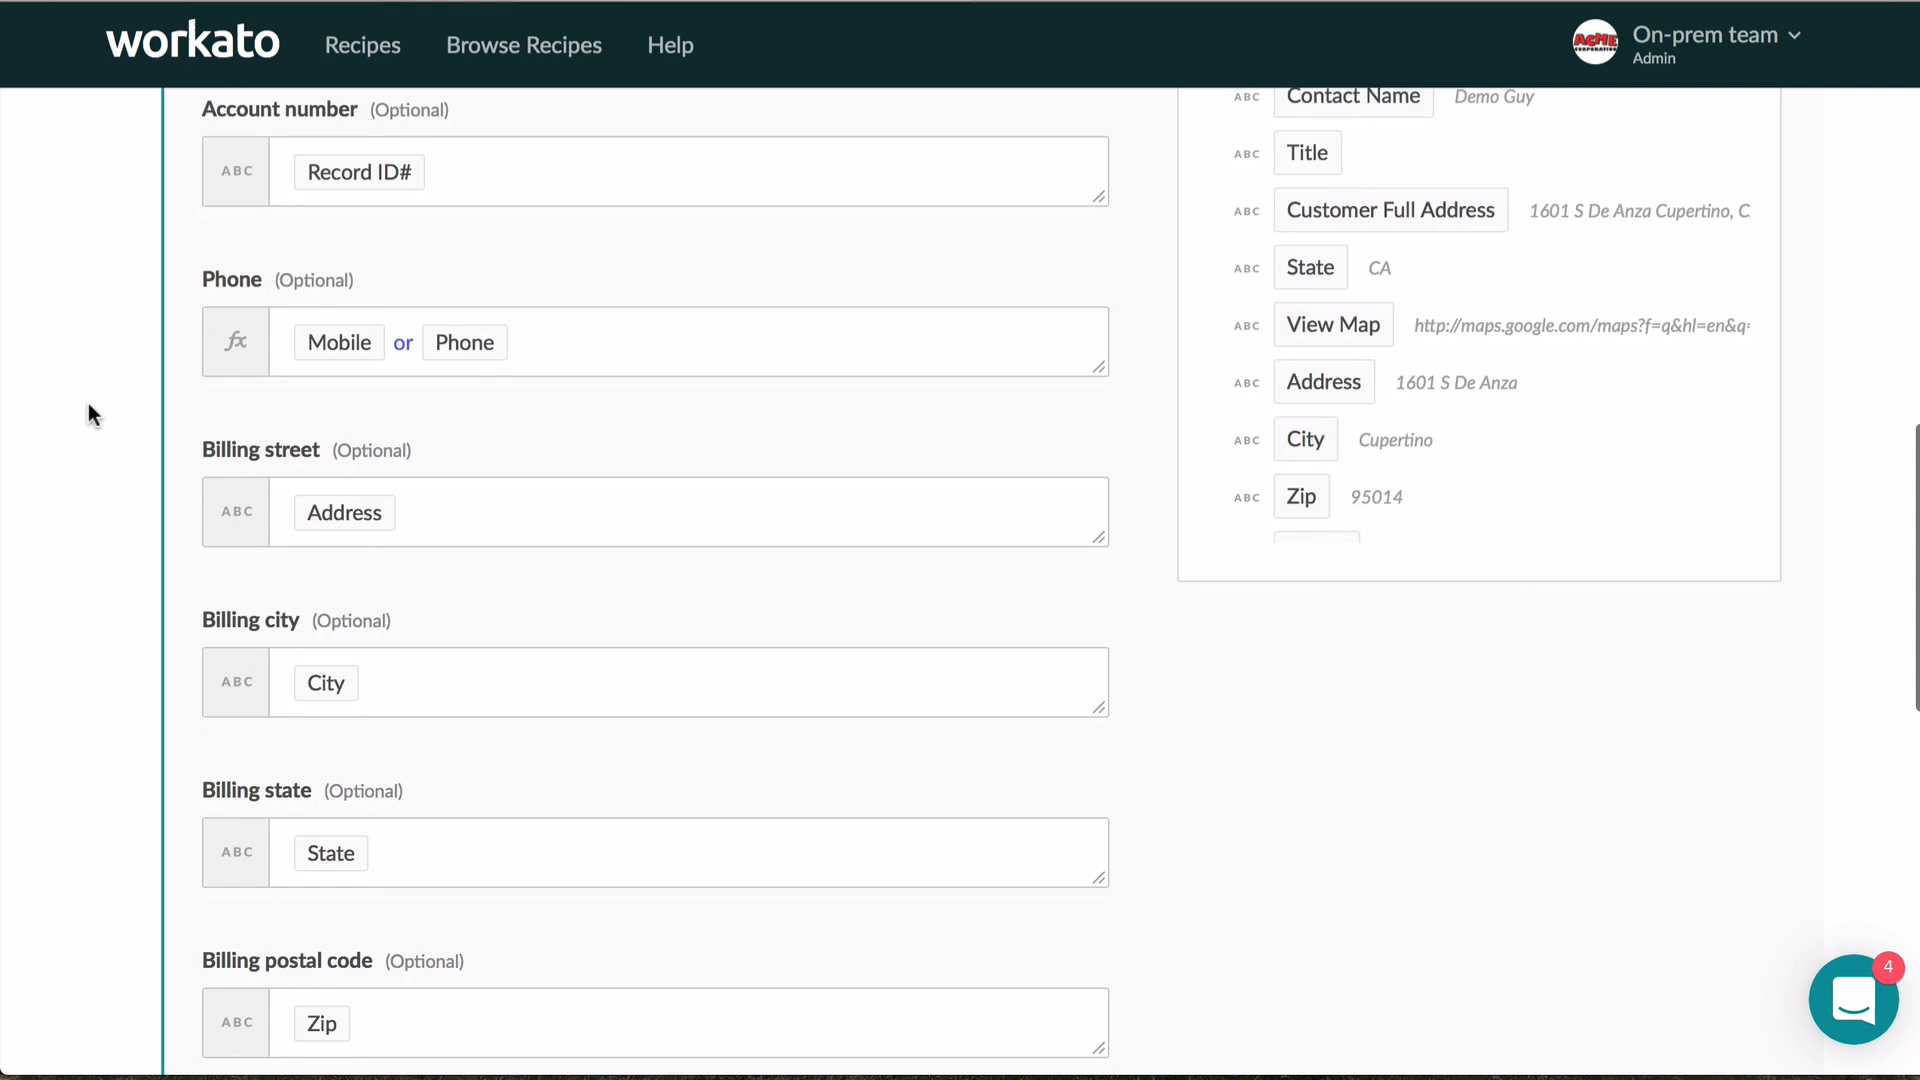 workato
Recipes
Browse Recipes
Help
ACME
CORPORATION
On-prem team
Admin
Account number (Optional)
ABC Record ID#
Phone (Optional)
fx Mobile or Phone
Billing street (Optional)
ABC Address
Billing city (Optional)
ABC City
Billing state (Optional)
ABC State
Billing postal code (Optional)
ABC Zip
ABC Contact Name Demo Guy
ABC Title
ABC Customer Full Address 1601 S De Anza Cupertino, C
ABC State CA
ABC View Map http://maps.google.com/maps?f=q&hl=en&q=
ABC Address 1601 S De Anza
ABC City Cupertino
ABC Zip 95014
4